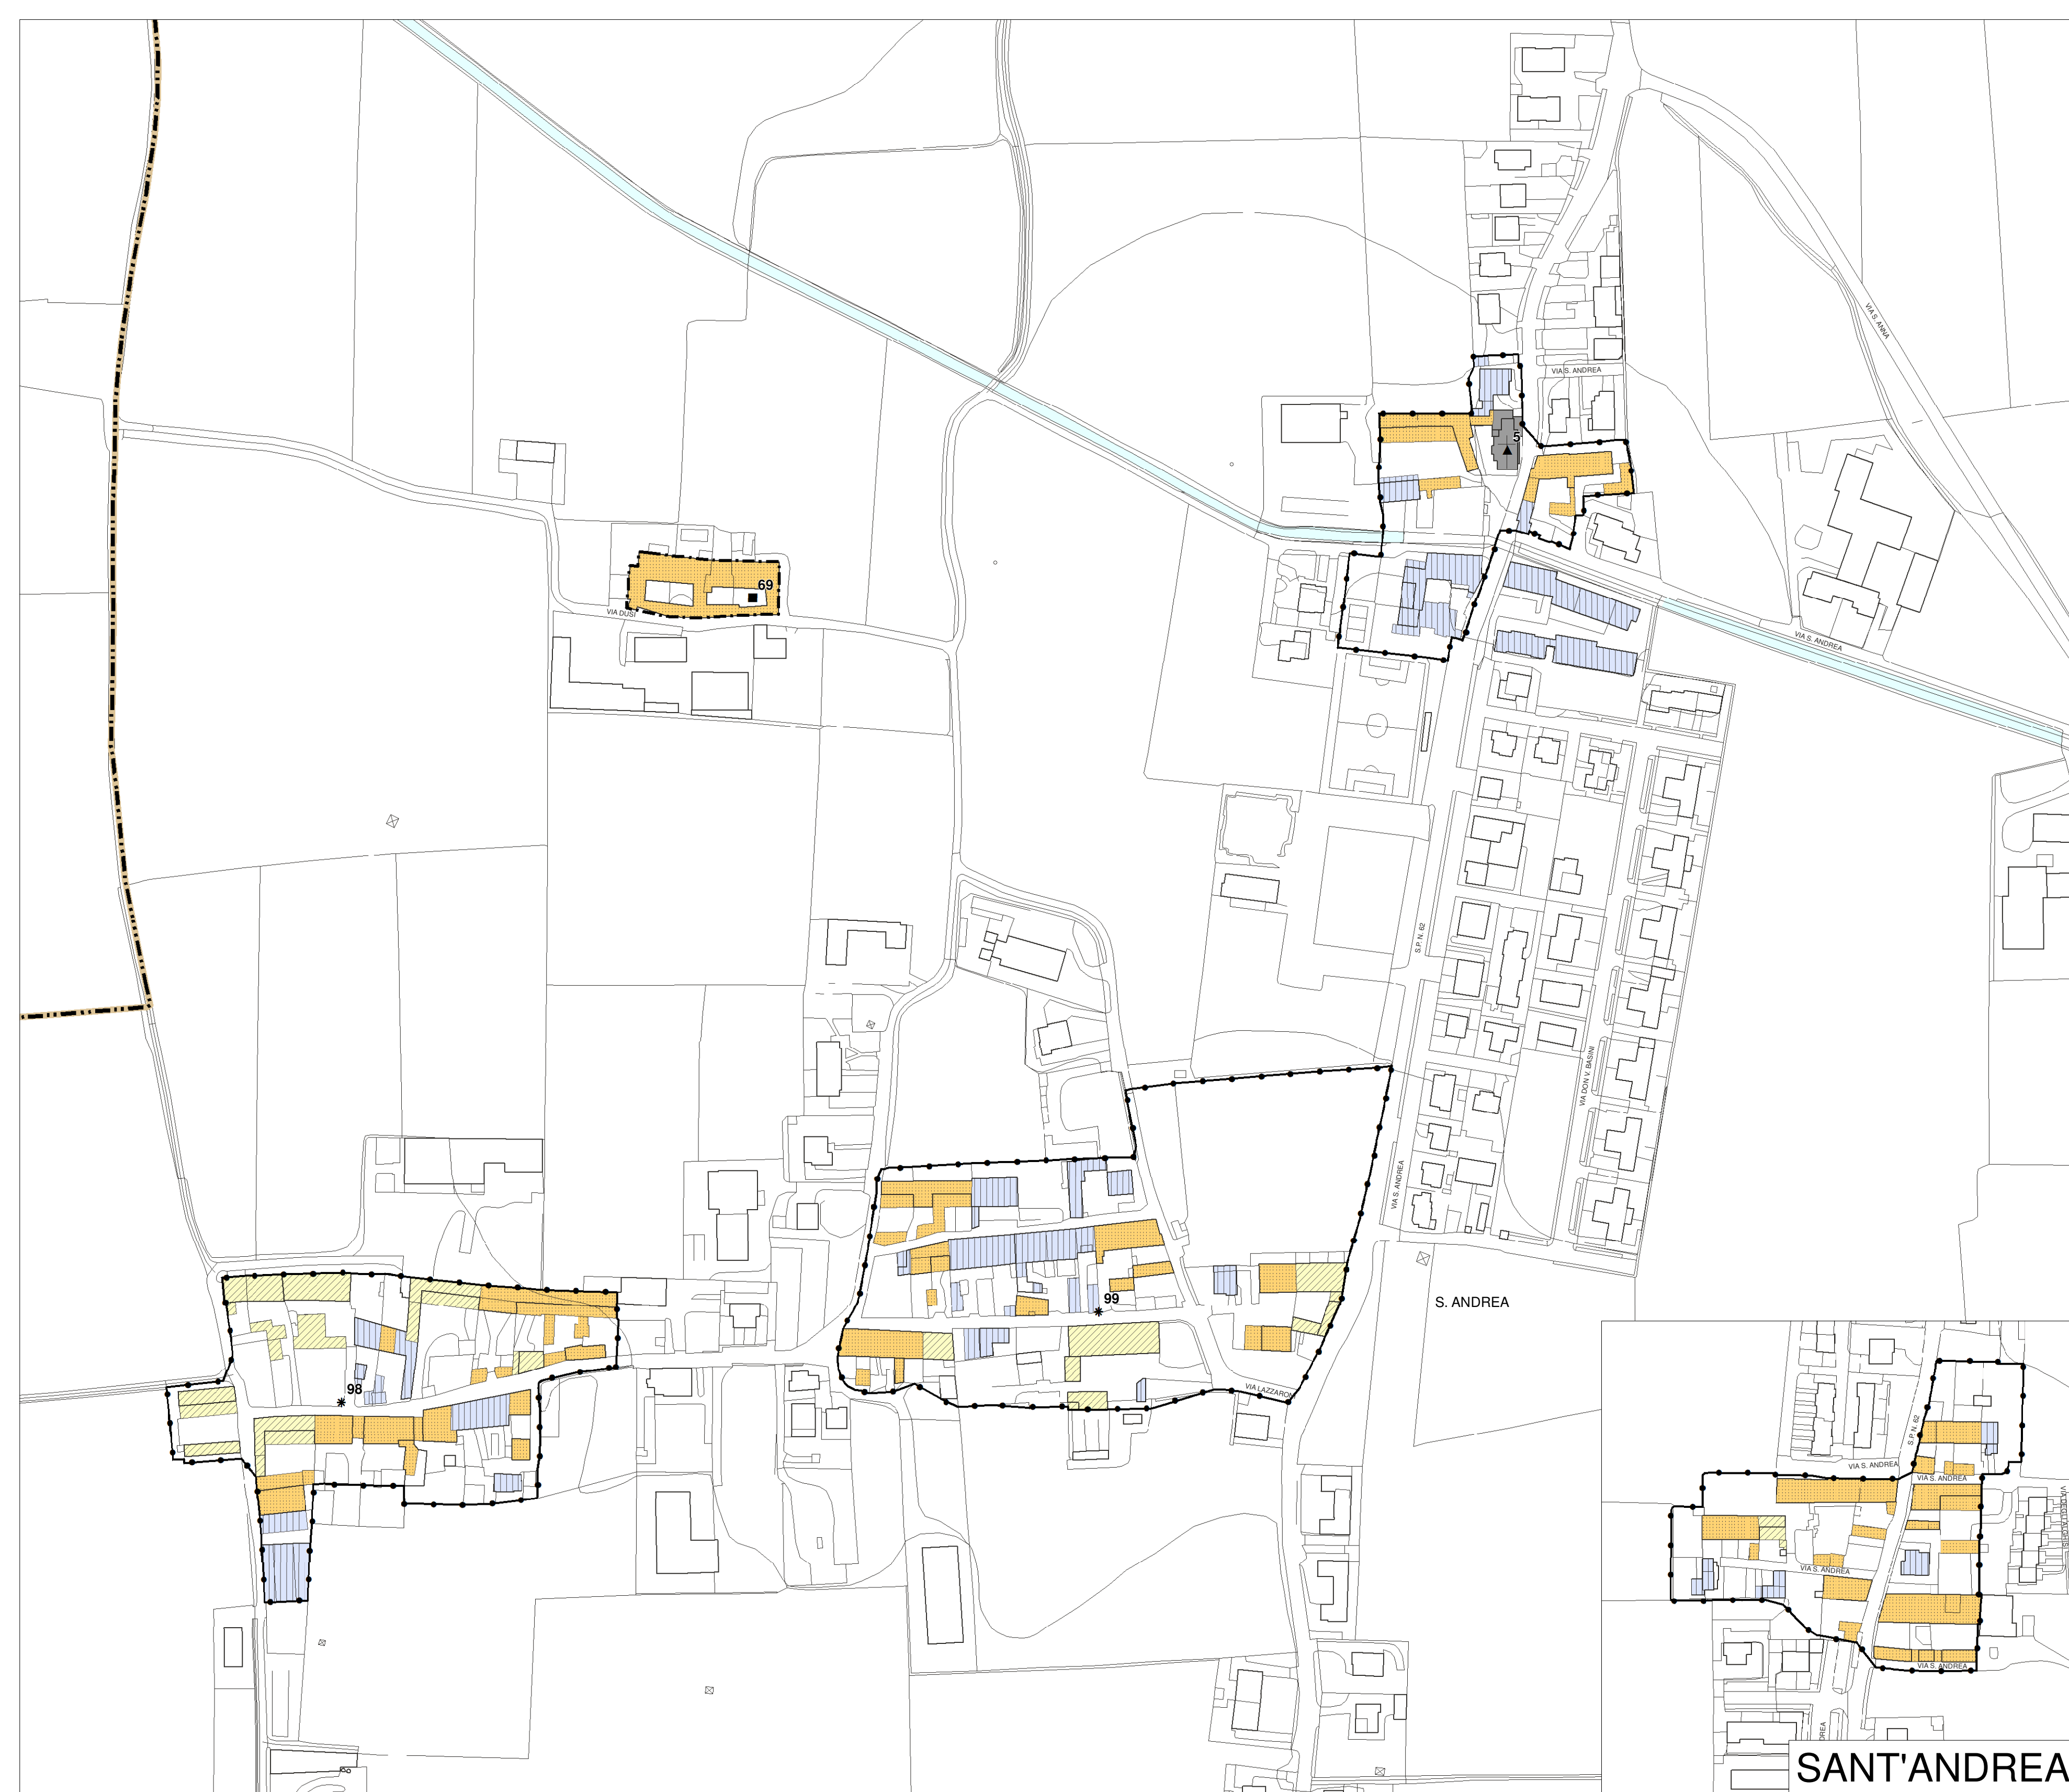 VIA S. ANNA
VIA S. ANDREA
5
69
VIA DUSI
VIA S. ANDREA
S.P. N. 62
VIA DON V. BASINI
VIA S. ANDREA
99
S. ANDREA
98
VIA LAZZARONI
S.P. N. 62
VIA S. ANDREA
VIA S. ANDREA
VIA S. ANDREA
VIA S. ANDREA
SANT'ANDREA